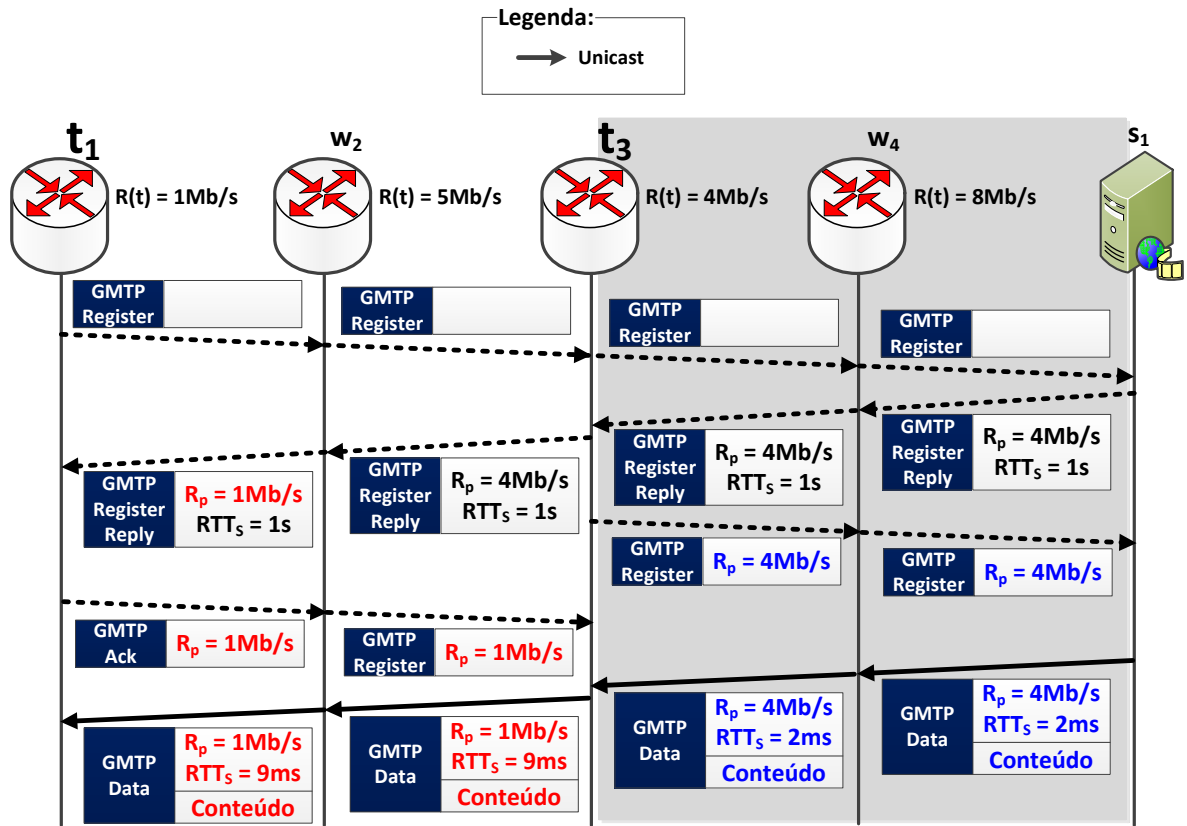 Legenda:
Unicast
t1
w2
t3
w4
s1
R(t) = 1Mb/s
R(t) = 5Mb/s
R(t) = 4Mb/s
R(t) = 8Mb/s
GMTP
Register
GMTP
Register
GMTP
Register
GMTP
Register
GMTP
Register
Reply
Rp = 4Mb/s
RTTS = 1s
GMTP
Register
Reply
Rp = 4Mb/s
RTTS = 1s
GMTP
Register
Reply
Rp = 4Mb/s
RTTS = 1s
GMTP
Register
Reply
Rp = 1Mb/s
RTTS = 1s
GMTP
Register
Rp = 4Mb/s
GMTP
Register
Rp = 4Mb/s
GMTP
Ack
Rp = 1Mb/s
GMTP
Register
Rp = 1Mb/s
GMTP
Data
Rp = 4Mb/s
RTTS = 2ms
Conteúdo
GMTP
Data
Rp = 4Mb/s
RTTS = 2ms
Conteúdo
GMTP
Data
Rp = 1Mb/s
RTTS = 9ms
Conteúdo
GMTP
Data
Rp = 1Mb/s
RTTS = 9ms
Conteúdo